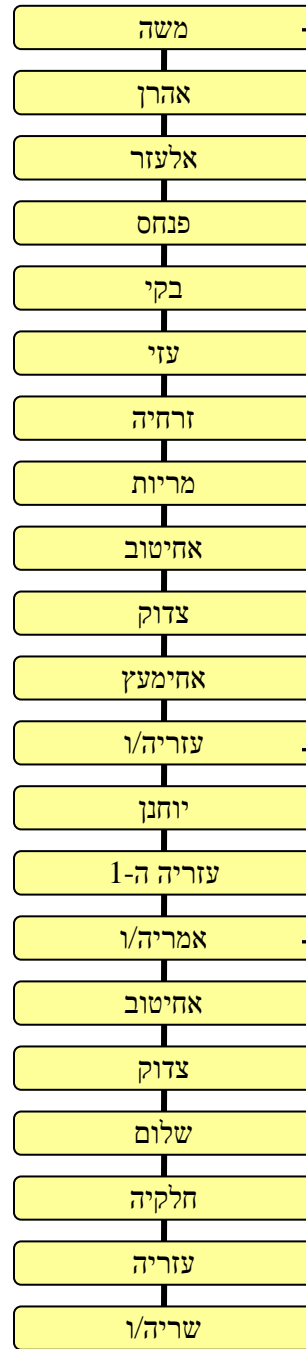 משה
אהרן
אלעזר
פנחס
בקי
עזי
זרחיה
מריות
אחיטוב
צדוק
אחימעץ
עזריה/ו
יוחנן
עזריה ה-1
אמריה/ו
אחיטוב
צדוק
שלום
חלקיה
עזריה
שריה/ו